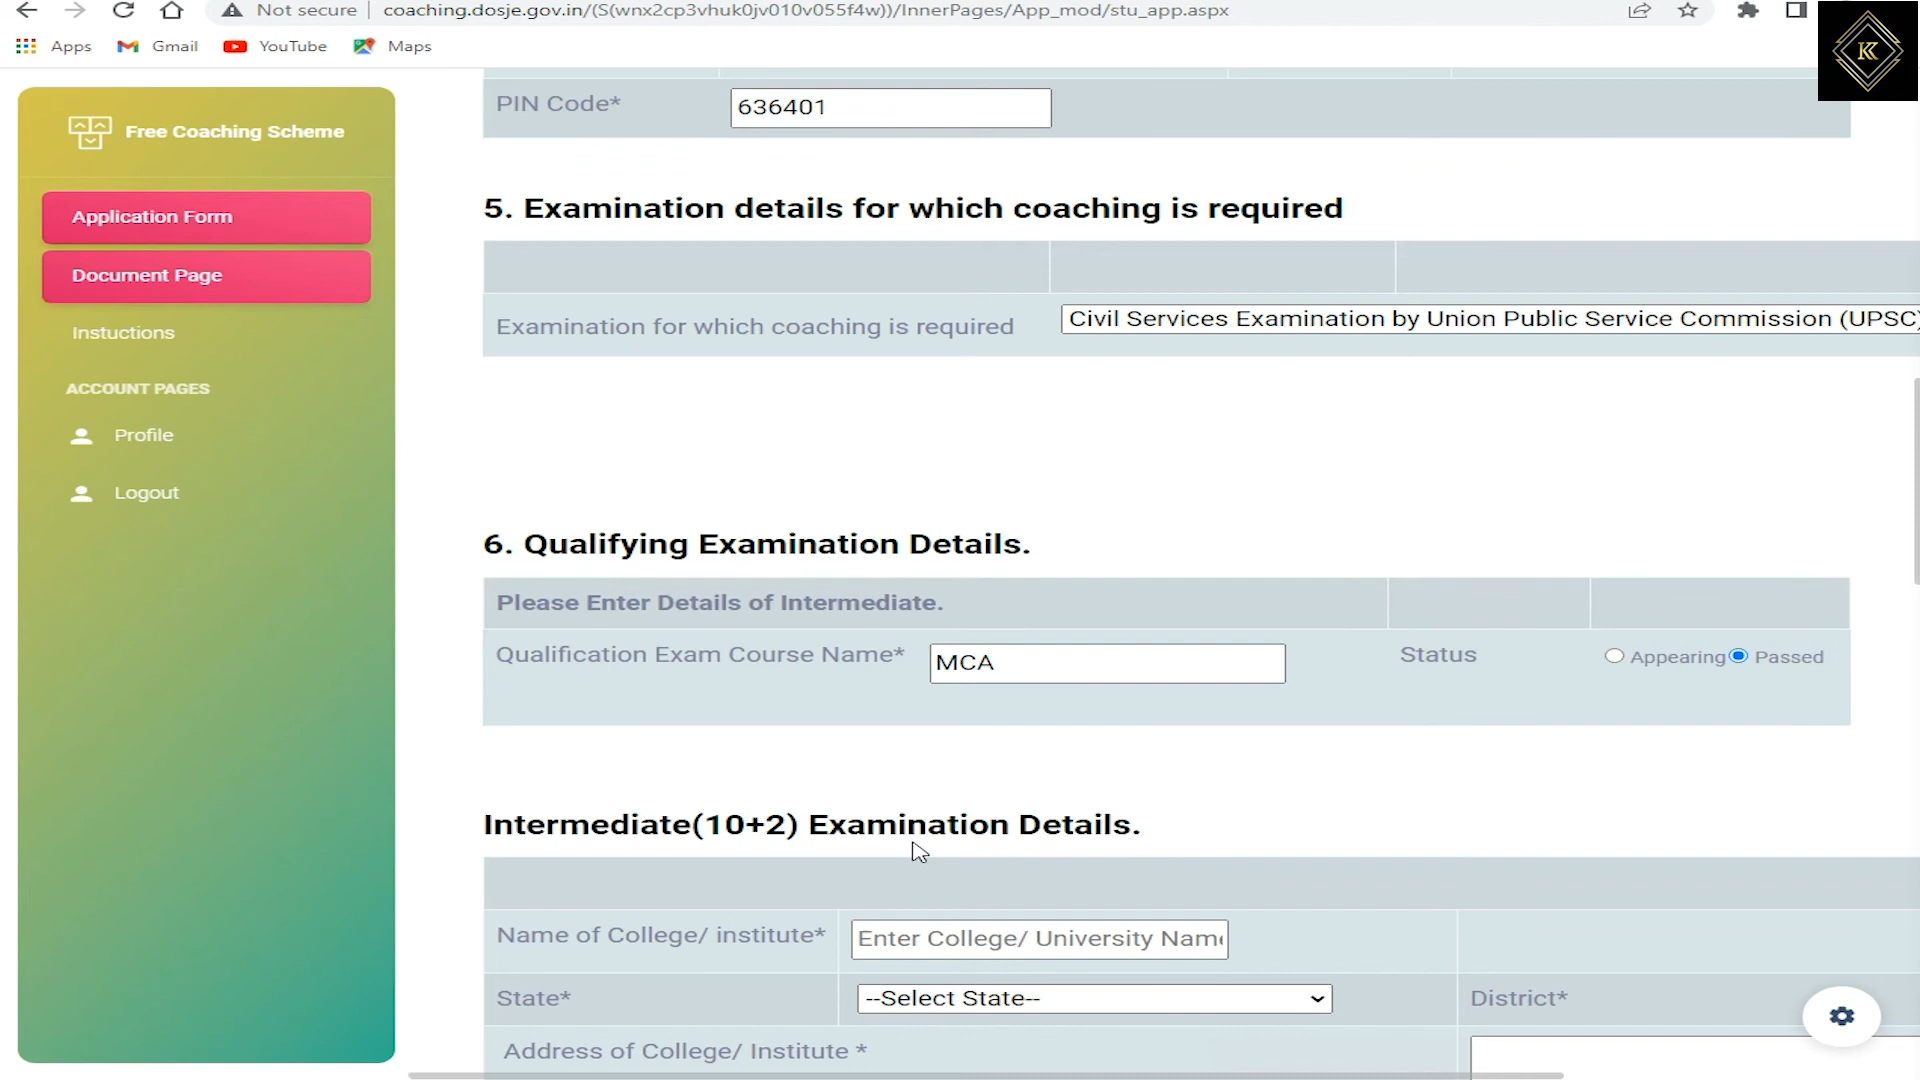 Not secure | coaching.dosje.gov.in/(S(wnx2cp3vhuk0jv010v055f4w))/InnerPages/App_mod/stu_app.aspx
Apps Gmail YouTube Maps
K
Free Coaching Scheme
Application Form
Document Page
Instuctions
ACCOUNT PAGES
Profile
Logout
PIN Code* 636401
5. Examination details for which coaching is required
Examination for which coaching is required Civil Services Examination by Union Public Service Commission (UPSC)
6. Qualifying Examination Details.
Please Enter Details of Intermediate.
Qualification Exam Course Name* MCA Status Appearing Passed
Intermediate(10+2) Examination Details.
Name of College/ institute* Enter College/ University Name
State* --Select State-- District*
Address of College/ Institute *